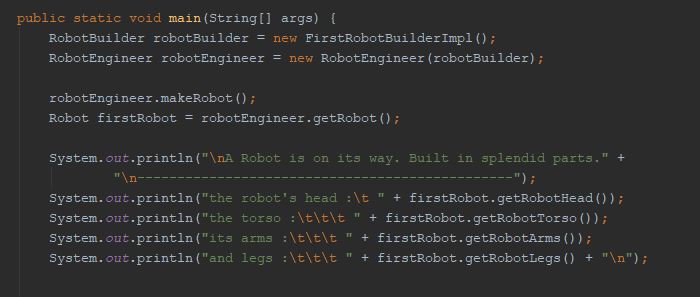 public static void main(String[] args) {
RobotBuilder robotBuilder = new FirstRobotBuilderImpl();
RobotEngineer robotEngineer = new RobotEngineer(robotBuilder);
robotEngineer.makeRobot();
Robot firstRobot = robotEngineer.getRobot();
System.out.println("\nA Robot is on its way. Built in splendid parts." +
"\n------------------------------------------------");
System.out.println("the robot's head :\t " + firstRobot.getRobotHead());
System.out.println("the torso :\t\t\t " + firstRobot.getRobotTorso());
System.out.println("its arms :\t\t\t " + firstRobot.getRobotArms());
System.out.println("and legs :\t\t\t " + firstRobot.getRobotLegs() + "\n");